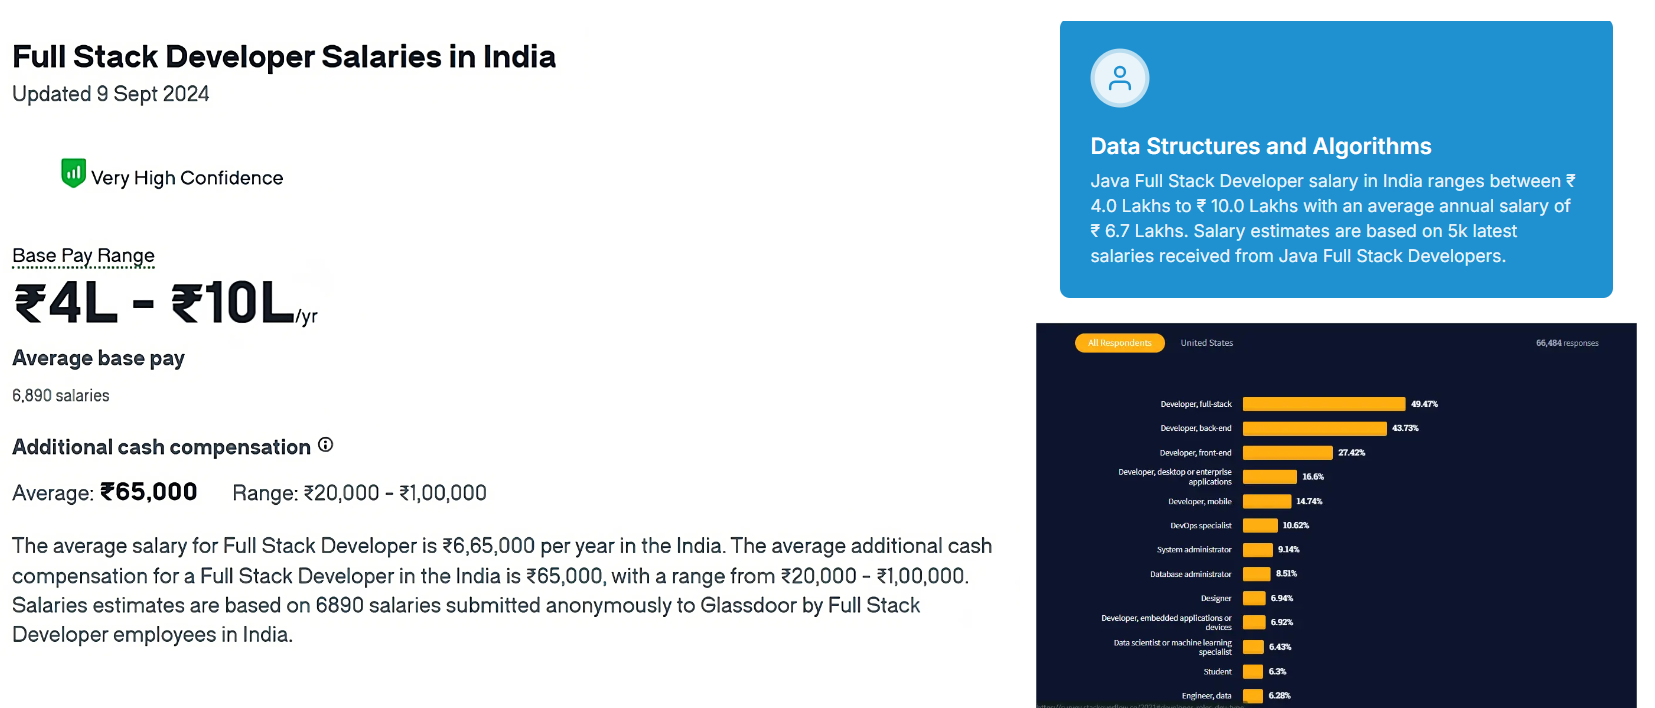 Full Stack Developer Salaries in India
Updated 9 Sept 2024
Very High Confidence
Base Pay Range
₹4L - ₹10L/yr
Average base pay
6,890 salaries
Additional cash compensation
Average: ₹65,000 Range: ₹20,000 - ₹1,00,000
The average salary for Full Stack Developer is ₹6,65,000 per year in the India. The average additional cash
compensation for a Full Stack Developer in the India is ₹65,000, with a range from ₹20,000 - ₹1,00,000.
Salaries estimates are based on 6890 salaries submitted anonymously to Glassdoor by Full Stack
Developer employees in India.
Data Structures and Algorithms
Java Full Stack Developer salary in India ranges between ₹
4.0 Lakhs to ₹ 10.0 Lakhs with an average annual salary of
₹ 6.7 Lakhs. Salary estimates are based on 5k latest
salaries received from Java Full Stack Developers.
All Respondents United States 66,484 responses
Developer, full-stack 49.47%
Developer, back-end 43.73%
Developer, front-end 27.42%
Developer, desktop or enterprise
applications 16.6%
Developer, mobile 14.74%
DevOps specialist 10.62%
System administrator 9.14%
Database administrator 8.51%
Designer 6.94%
Developer, embedded applications or
devices 6.92%
Data scientist or machine learning
specialist 6.43%
Student 6.3%
Engineer, data 6.28%